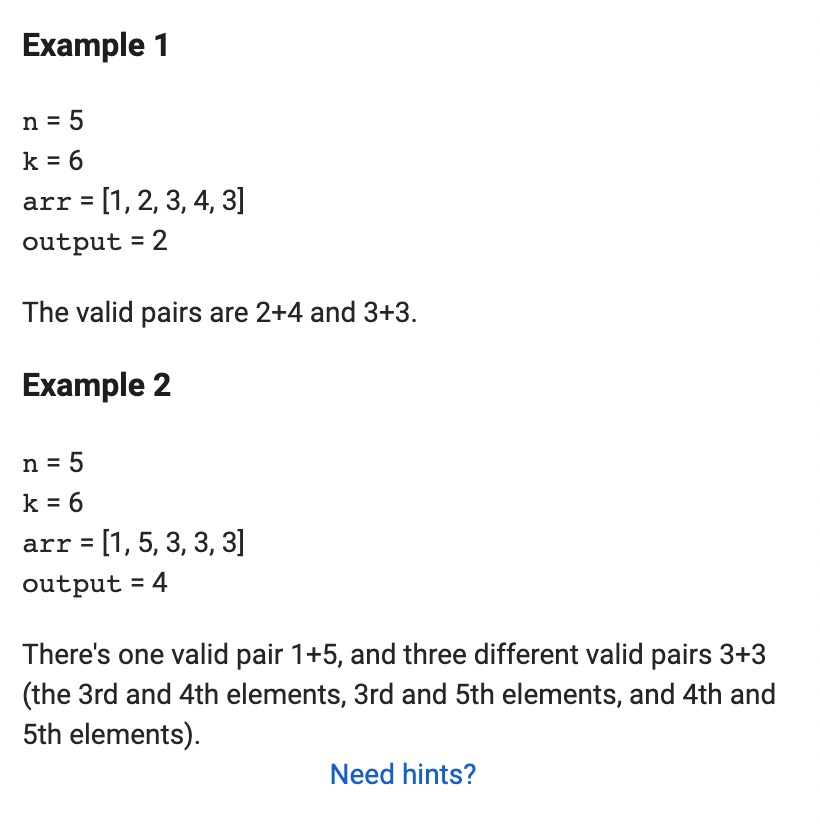 Example 1
n = 5
k = 6
arr = [1, 2, 3, 4, 3]
output = 2
The valid pairs are 2+4 and 3+3.
Example 2
n = 5
k = 6
arr = [1, 5, 3, 3, 3]
output = 4
There's one valid pair 1+5, and three different valid pairs 3+3
(the 3rd and 4th elements, 3rd and 5th elements, and 4th and
5th elements).
Need hints?